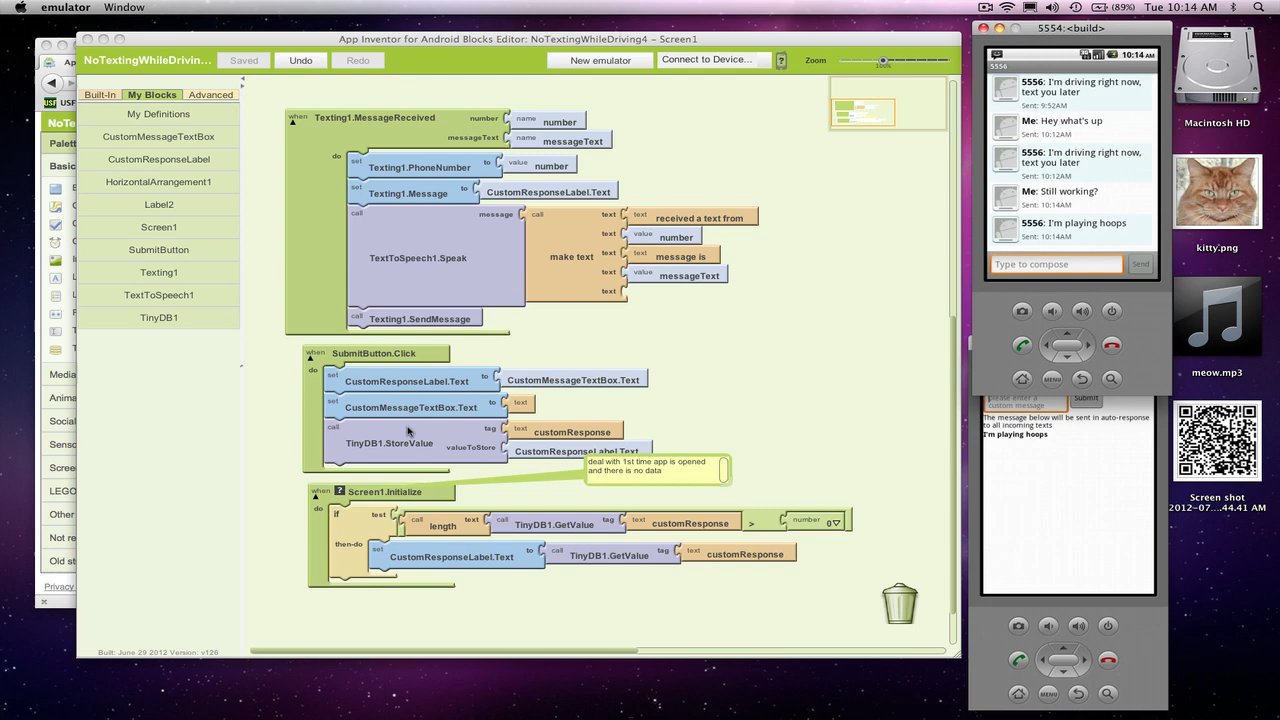 emulator Window
(89%) Tue 10:14 AM
App Inventor for Android Blocks Editor: NoTextingWhileDriving4 - Screen1
NoTextingWhileDrivin...
Saved
Undo
Redo
New emulator
Connect to Device...
Zoom
100%
Built-In
My Blocks
Advanced
My Definitions
CustomMessageTextBox
CustomResponseLabel
HorizontalArrangement1
Label2
Screen1
SubmitButton
Texting1
TextToSpeech1
TinyDB1
Built: June 29 2012 Version: v126
when Texting1.MessageReceived number name number
messageText name messageText
do
set Texting1.PhoneNumber to value number
set Texting1.Message to CustomResponseLabel.Text
call TextToSpeech1.Speak message call make text
text text received a text from
text value number
text text message is
text value messageText
text
call Texting1.SendMessage
when SubmitButton.Click
do
set CustomResponseLabel.Text to CustomMessageTextBox.Text
set CustomMessageTextBox.Text to text
call TinyDB1.StoreValue tag text customResponse
valueToStore CustomResponseLabel.Text
deal with 1st time app is opened
and there is no data
when ? Screen1.Initialize
do
if test call length text call TinyDB1.GetValue tag text customResponse > number 0
then-do set CustomResponseLabel.Text to call TinyDB1.GetValue tag text customResponse
Ap
USF
USF
NoTe
Palett
Basic
Media
Anima
Social
Senso
Scree
LEGO
Not re
Old st
Privacy
5554:<build>
10:14 AM
5556
5556: I'm driving right now,
text you later
Sent: 9:52AM
Me: Hey what's up
Sent: 10:12AM
5556: I'm driving right now,
text you later
Sent: 10:12AM
Me: Still working?
Sent: 10:14AM
5556: I'm playing hoops
Sent: 10:14AM
Type to compose
Send
MENU
please enter a
custom message
Submit
The message below will be sent in auto-response
to all incoming texts
I'm playing hoops
MENU
Macintosh HD
kitty.png
meow.mp3
Screen shot
2012-07....44.41 AM